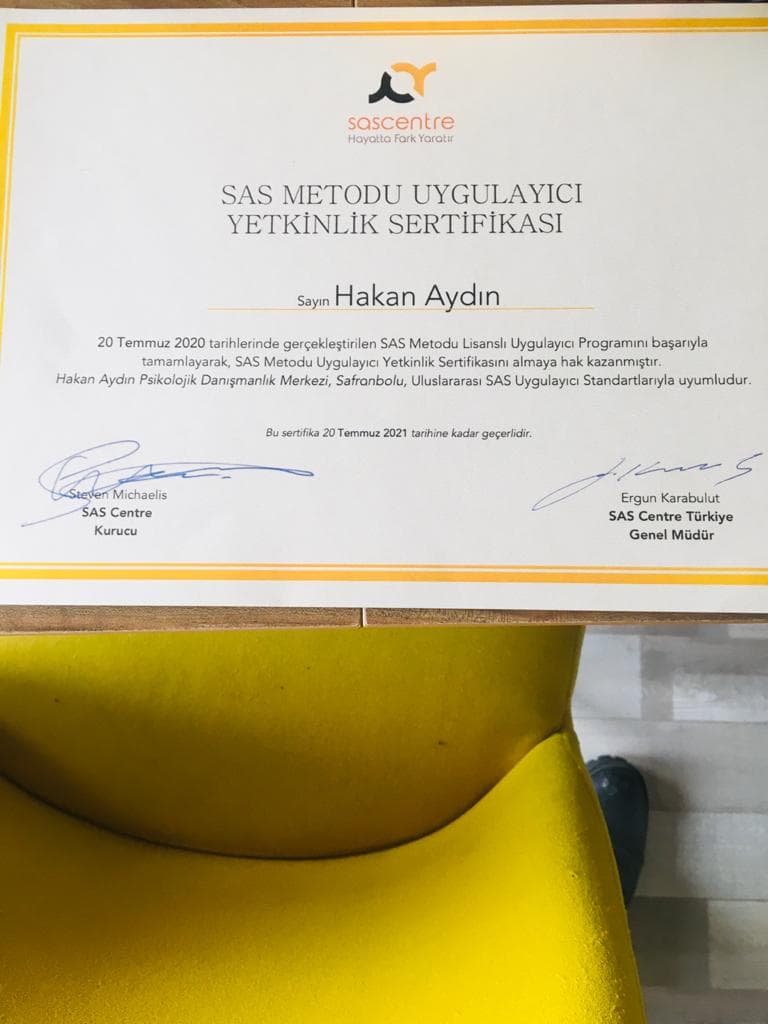 sascentre
Hayatta Fark Yaratır
SAS METODU UYGULAYICI
YETKİNLİK SERTİFİKASI
Sayın Hakan Aydın
20 Temmuz 2020 tarihlerinde gerçekleştirilen SAS Metodu Lisanslı Uygulayıcı Programını başarıyla
tamamlayarak, SAS Metodu Uygulayıcı Yetkinlik Sertifikasını almaya hak kazanmıştır.
Hakan Aydın Psikolojik Danışmanlık Merkezi, Safranbolu, Uluslararası SAS Uygulayıcı Standartlarıyla uyumludur.
Bu sertifika 20 Temmuz 2021 tarihine kadar geçerlidir.
Steven Michaelis
SAS Centre
Kurucu
Ergun Karabulut
SAS Centre Türkiye
Genel Müdür